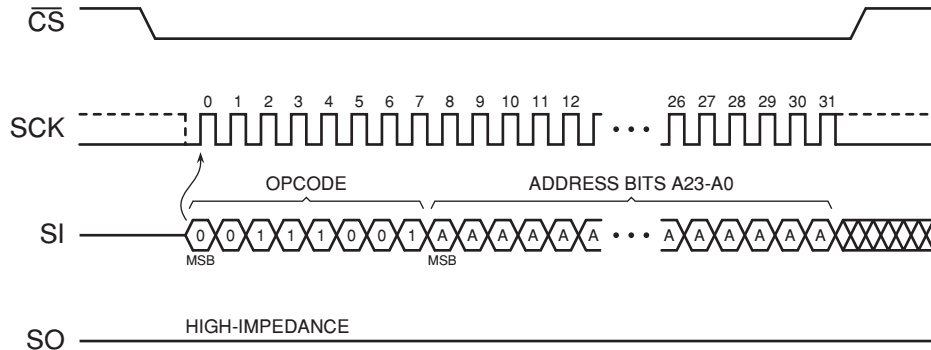 CS
0 1 2 3 4 5 6 7 8 9 10 11 12 26 27 28 29 30 31
SCK
OPCODE ADDRESS BITS A23-A0
SI 0 0 1 1 1 0 0 1 A A A A A A • • • A A A A A A
MSB MSB
HIGH-IMPEDANCE
SO